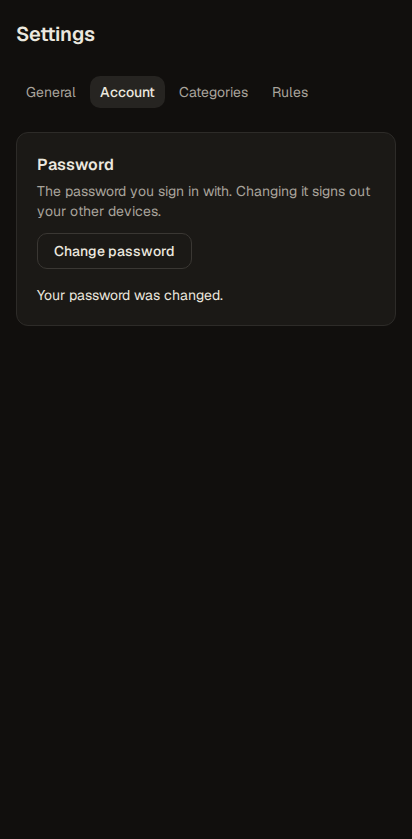 Settings
General Account Categories Rules
Password
The password you sign in with. Changing it signs out
your other devices.
Change password
Your password was changed.